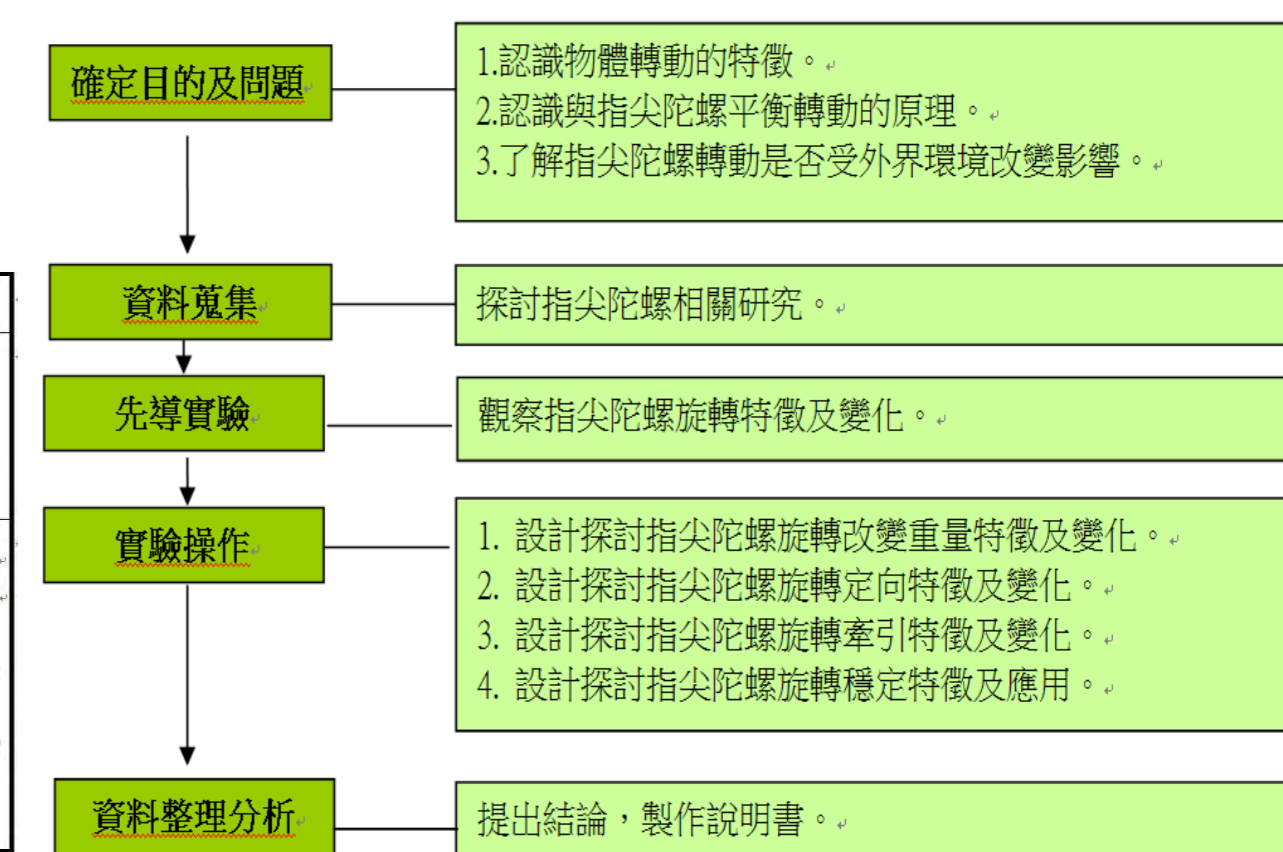 確定目的及問題
1.認識物體轉動的特徵。
2.認識與指尖陀螺平衡轉動的原理。
3.了解指尖陀螺轉動是否受外界環境改變影響。
資料蒐集
探討指尖陀螺相關研究。
先導實驗
觀察指尖陀螺旋轉特徵及變化。
實驗操作
1. 設計探討指尖陀螺旋轉改變重量特徵及變化。
2. 設計探討指尖陀螺旋轉定向特徵及變化。
3. 設計探討指尖陀螺旋轉牽引特徵及變化。
4. 設計探討指尖陀螺旋轉穩定特徵及應用。
資料整理分析
提出結論，製作說明書。